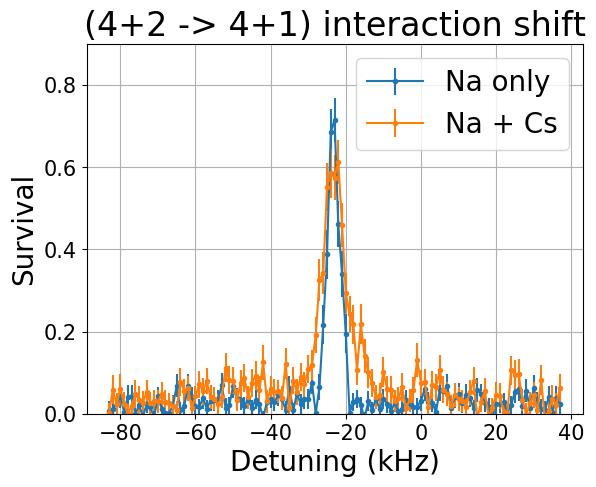 (4+2 -> 4+1) interaction shift
Na only
Na + Cs
Survival
0.8
0.6
0.4
0.2
0.0
−80 −60 −40 −20 0 20 40
Detuning (kHz)